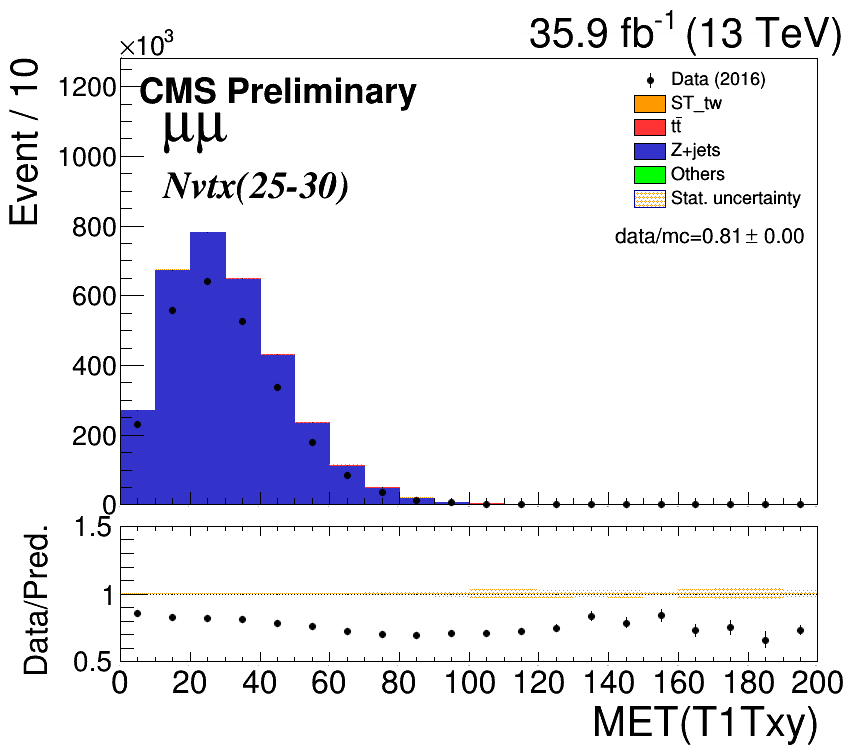 35.9 fb⁻¹ (13 TeV)
×10³
Event / 10
1200
1000
800
600
400
200
0
CMS Preliminary
μμ
Nvtx(25-30)
Data (2016)
ST_tw
tt̄
Z+jets
Others
Stat. uncertainty
data/mc=0.81± 0.00
Data/Pred.
1.5
1
0.5
0 20 40 60 80 100 120 140 160 180 200
MET(T1Txy)